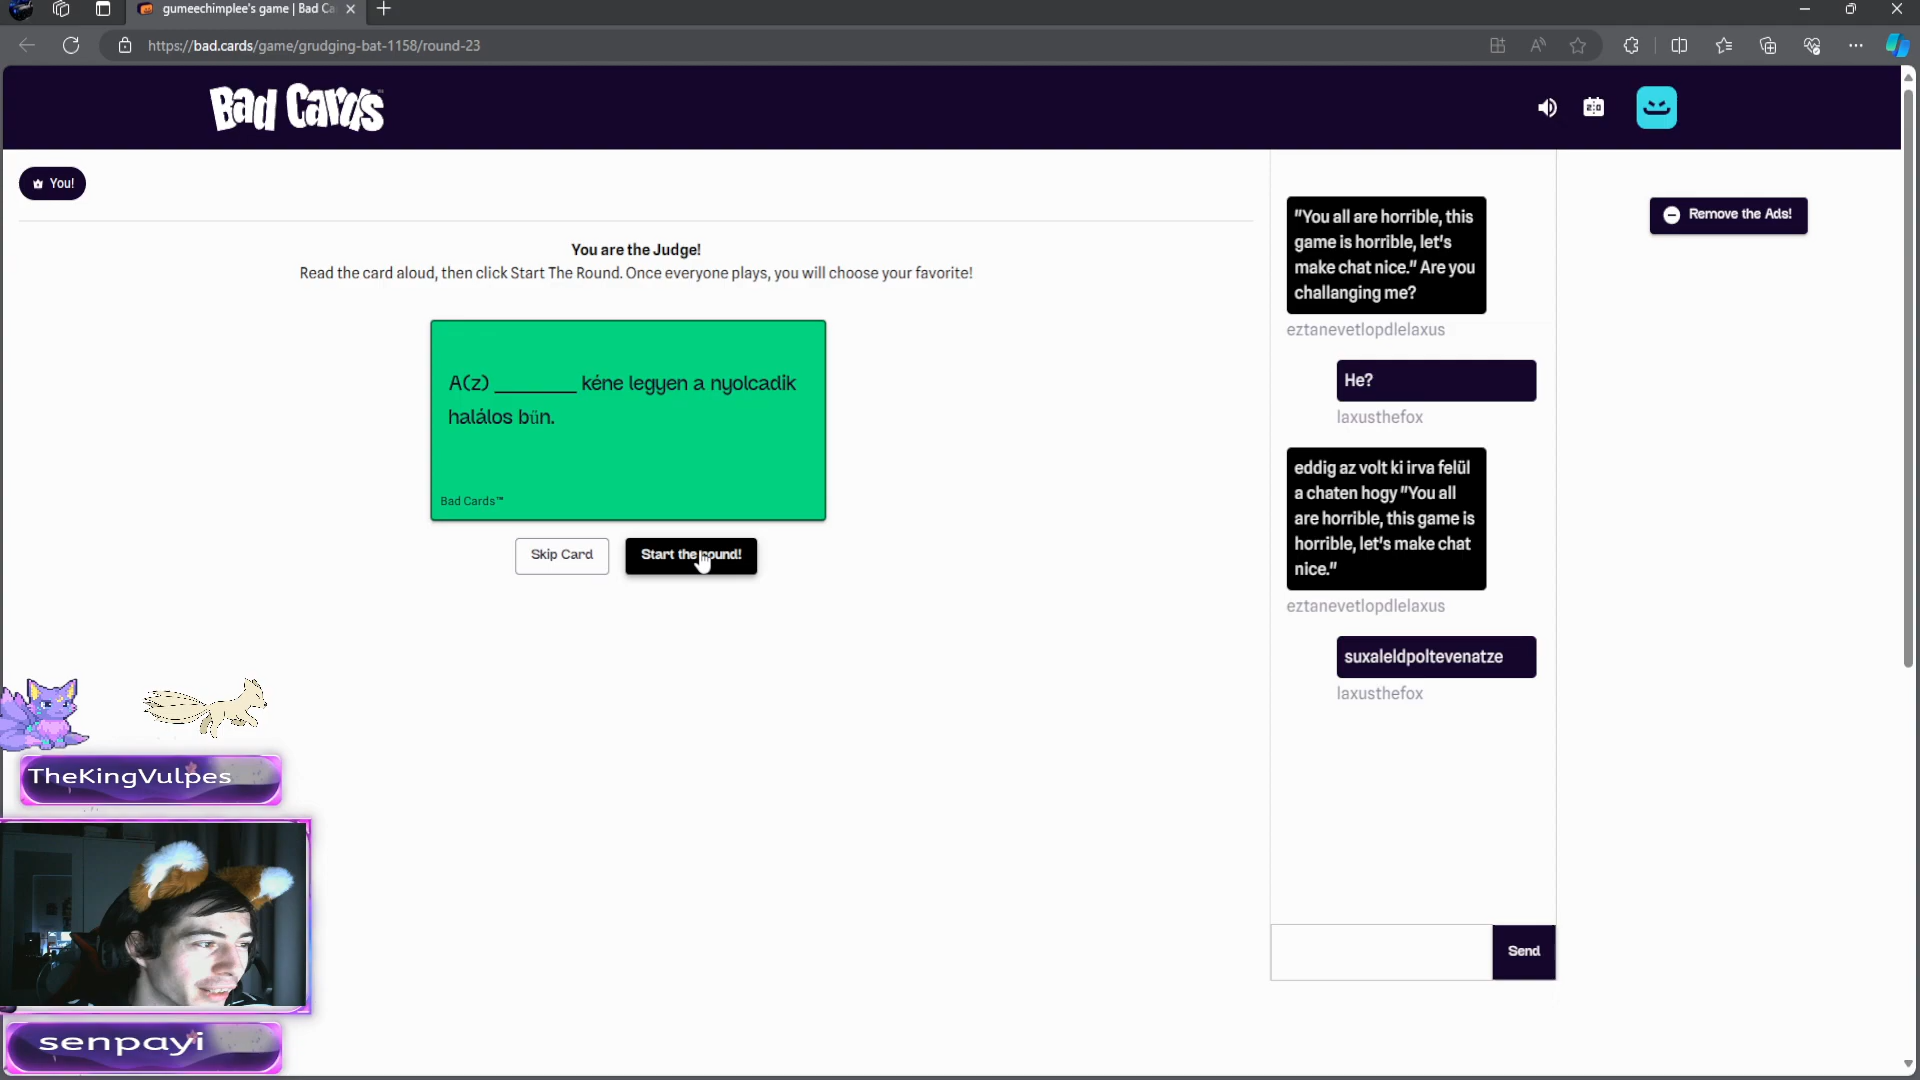 gumeechimplee's game | Bad Ca
https://bad.cards/game/grudging-bat-1158/round-23
Bad Cards™
You!
You are the Judge!
Read the card aloud, then click Start The Round. Once everyone plays, you will choose your favorite!
A(z) ________ kéne legyen a nyolcadik
halálos bűn.
Bad Cards™
Skip Card
Start the round!
"You all are horrible, this
game is horrible, let's
make chat nice." Are you
challanging me?
eztanevetlopdlelaxus
He?
laxusthefox
eddig az volt ki irva felül
a chaten hogy "You all
are horrible, this game is
horrible, let's make chat
nice."
eztanevetlopdlelaxus
suxaleldpoltevenatze
laxusthefox
Send
Remove the Ads!
TheKingVulpes
senpayi